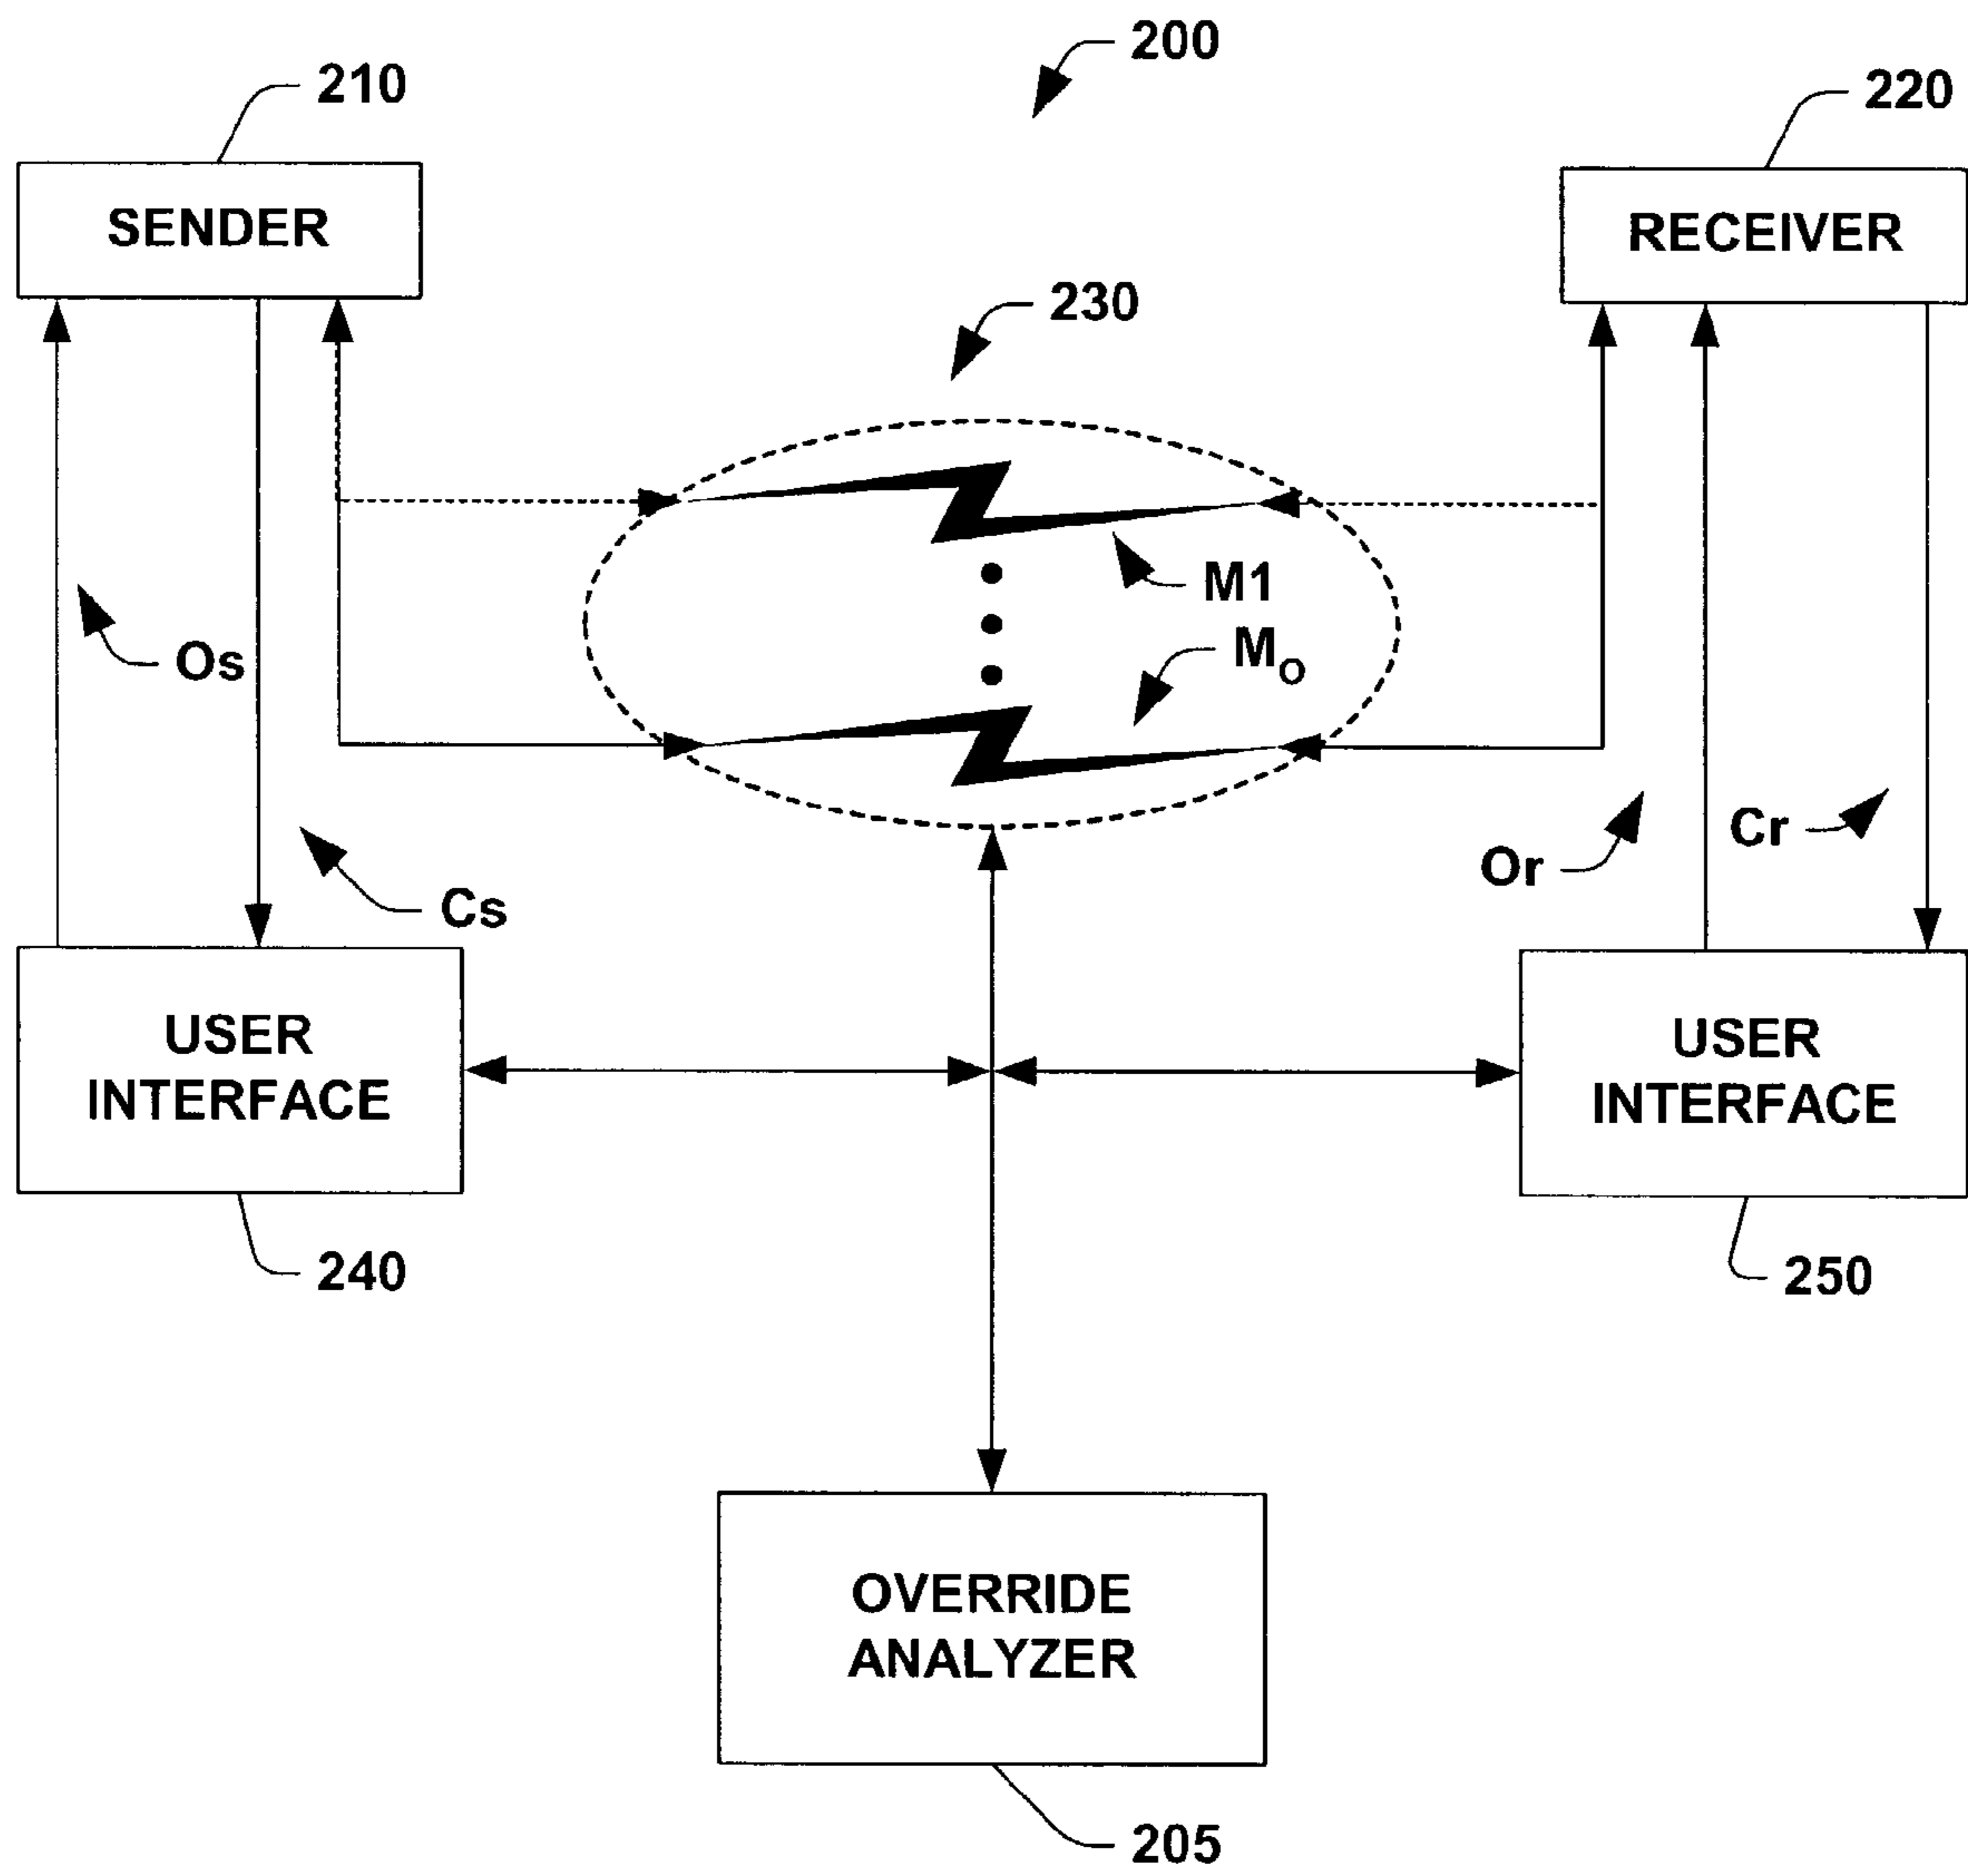 200
210
220
SENDER
RECEIVER
230
M1
Mo
Os
Cs
Or
Cr
USER
INTERFACE
USER
INTERFACE
240
250
OVERRIDE
ANALYZER
205